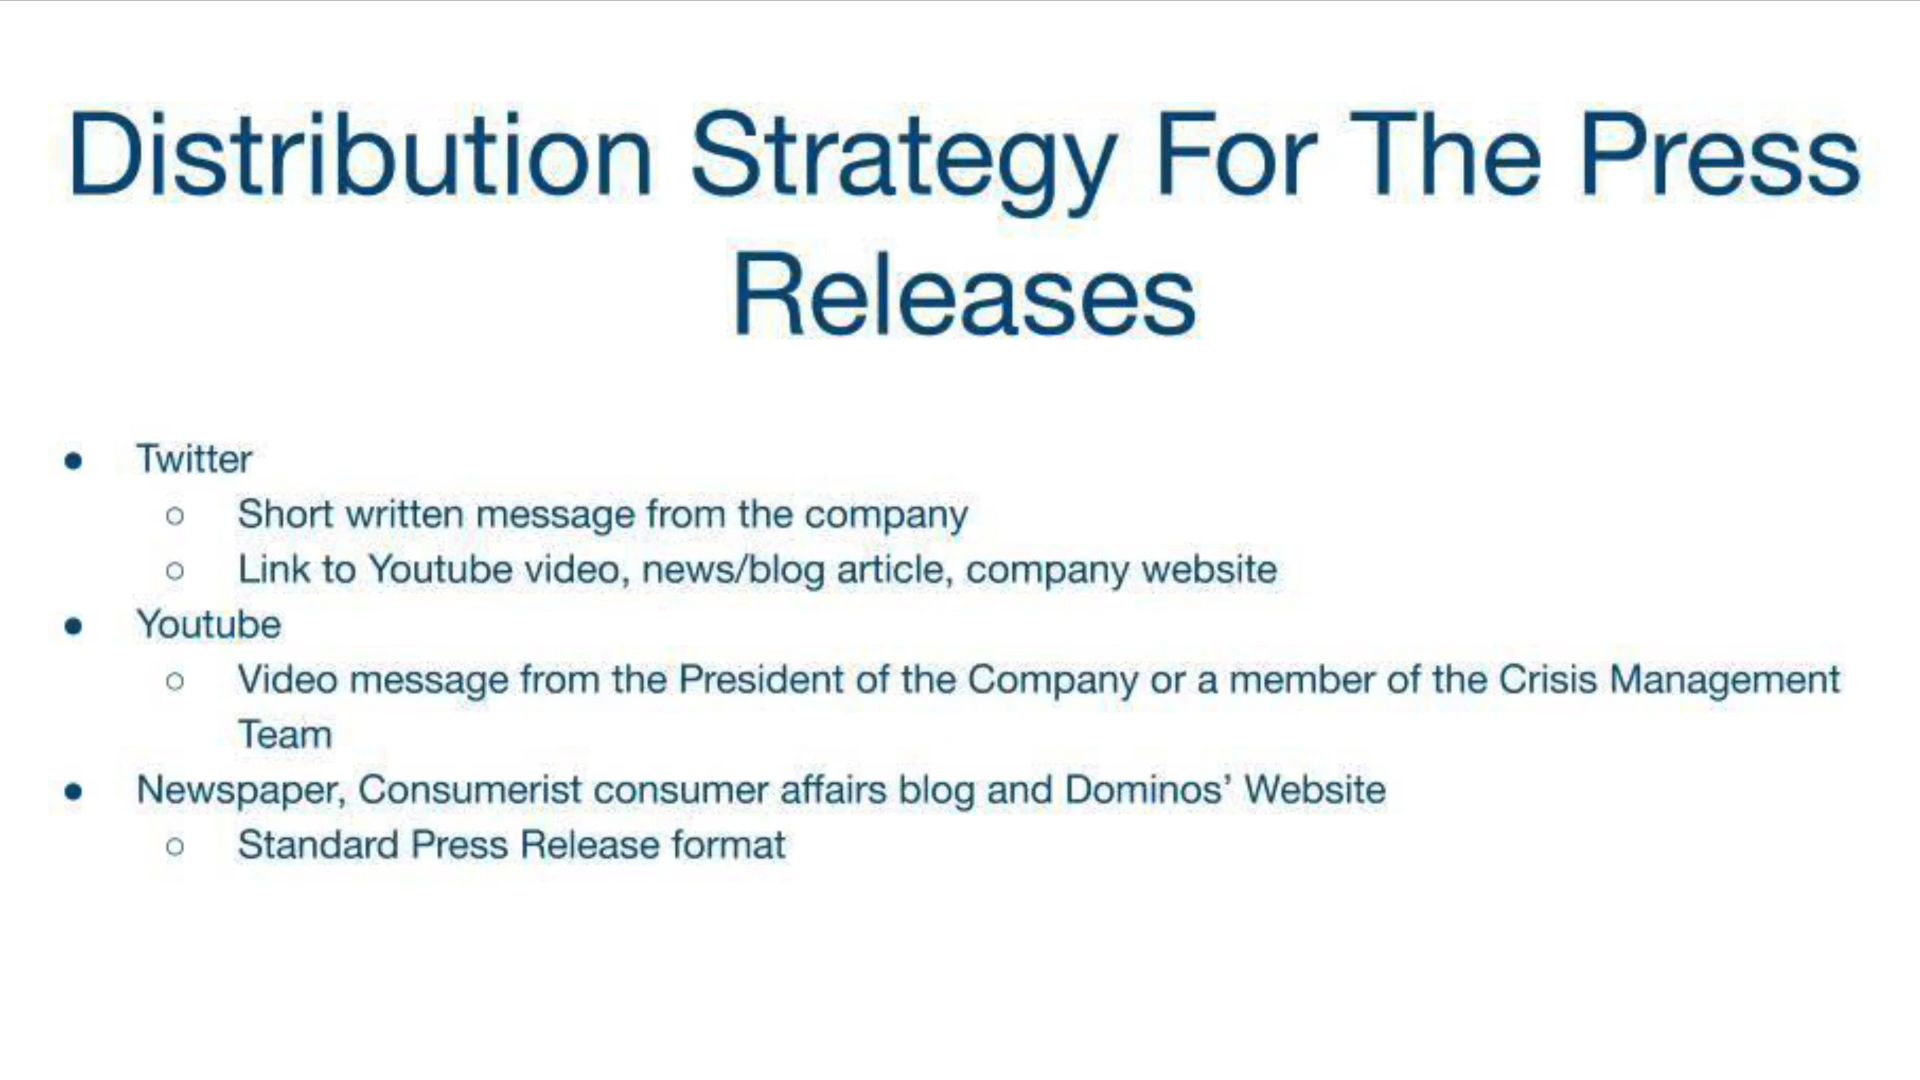 Distribution Strategy For The Press
Releases
● Twitter
○ Short written message from the company
○ Link to Youtube video, news/blog article, company website
● Youtube
○ Video message from the President of the Company or a member of the Crisis Management
Team
● Newspaper, Consumerist consumer affairs blog and Dominos’ Website
○ Standard Press Release format